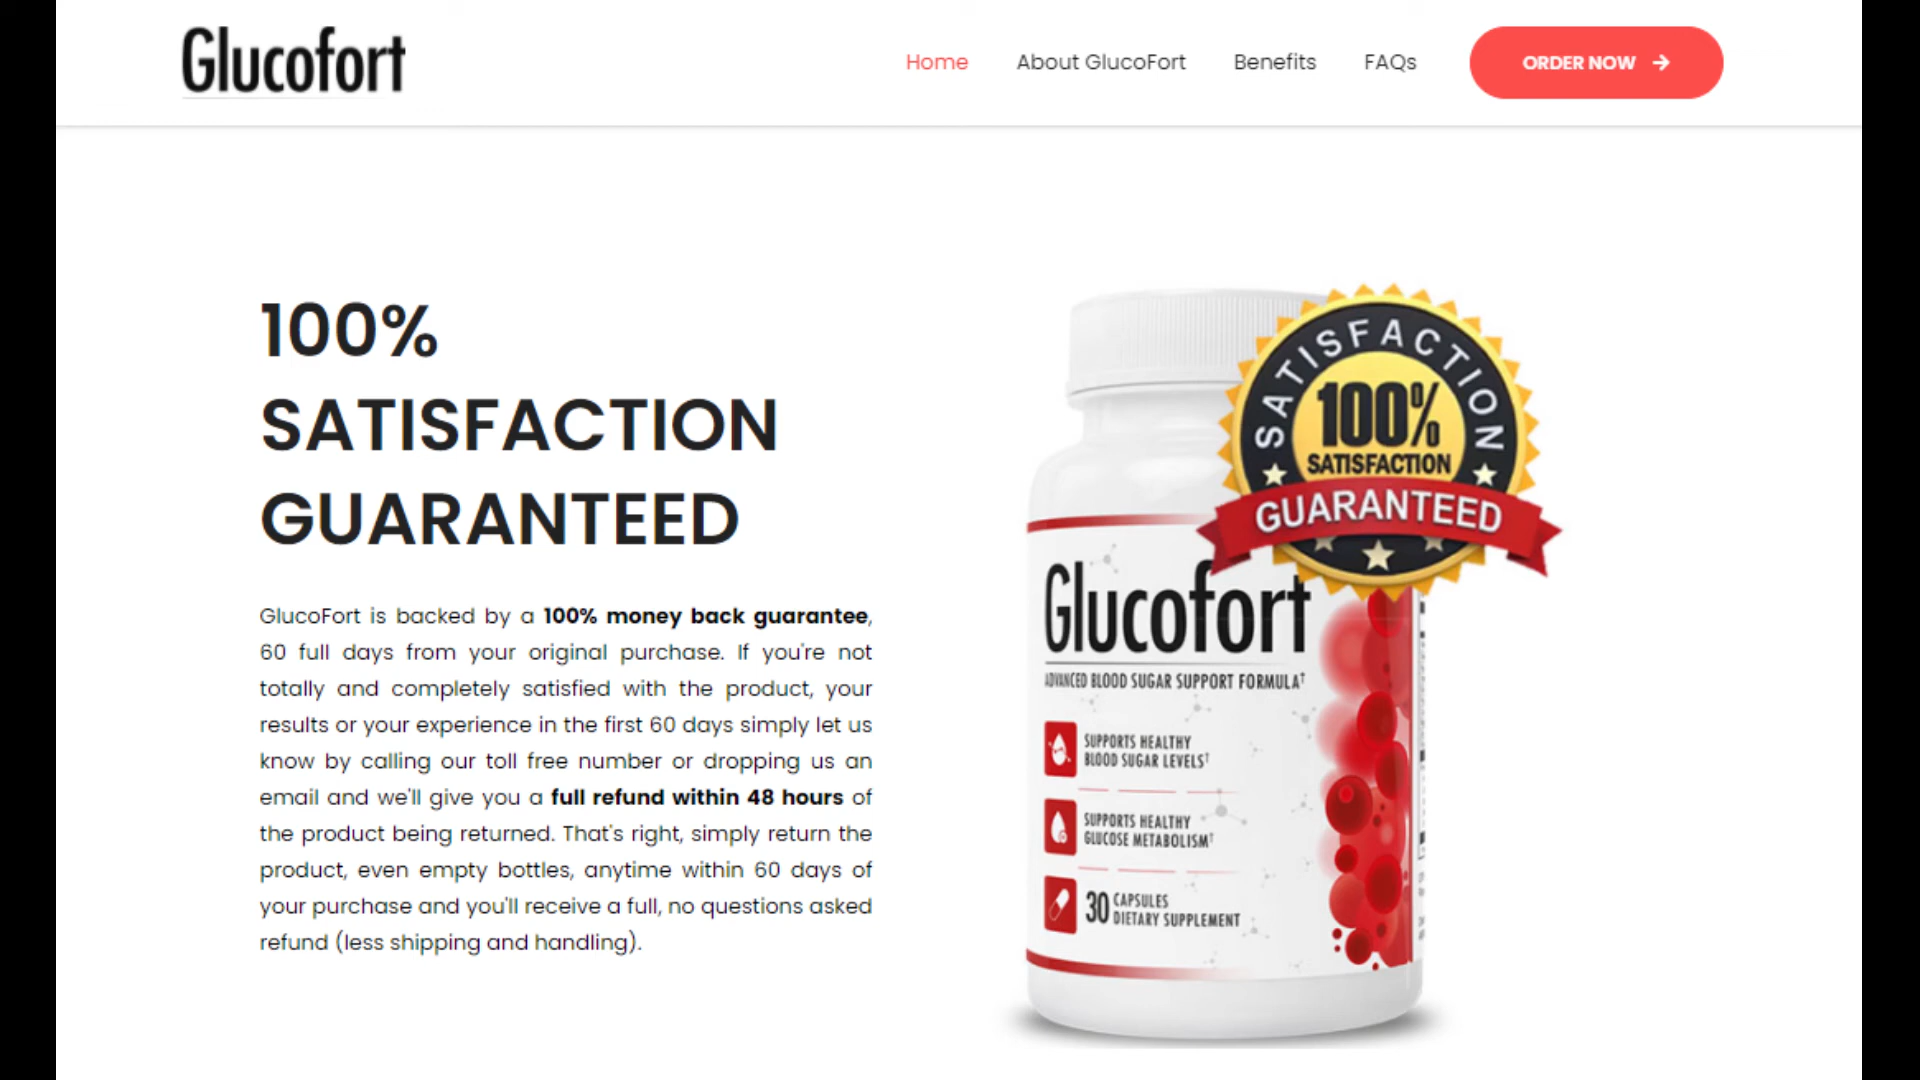 Glucofort
Home About GlucoFort Benefits FAQs ORDER NOW
100%
SATISFACTION
GUARANTEED
GlucoFort is backed by a 100% money back guarantee,
60 full days from your original purchase. If you're not
totally and completely satisfied with the product, your
results or your experience in the first 60 days simply let us
know by calling our toll free number or dropping us an
email and we'll give you a full refund within 48 hours of
the product being returned. That's right, simply return the
product, even empty bottles, anytime within 60 days of
your purchase and you'll receive a full, no questions asked
refund (less shipping and handling).
SATISFACTION
100%
SATISFACTION
GUARANTEED
Glucofort
ADVANCED BLOOD SUGAR SUPPORT FORMULA†
SUPPORTS HEALTHY
BLOOD SUGAR LEVELS†
SUPPORTS HEALTHY
GLUCOSE METABOLISM†
30 CAPSULES
DIETARY SUPPLEMENT